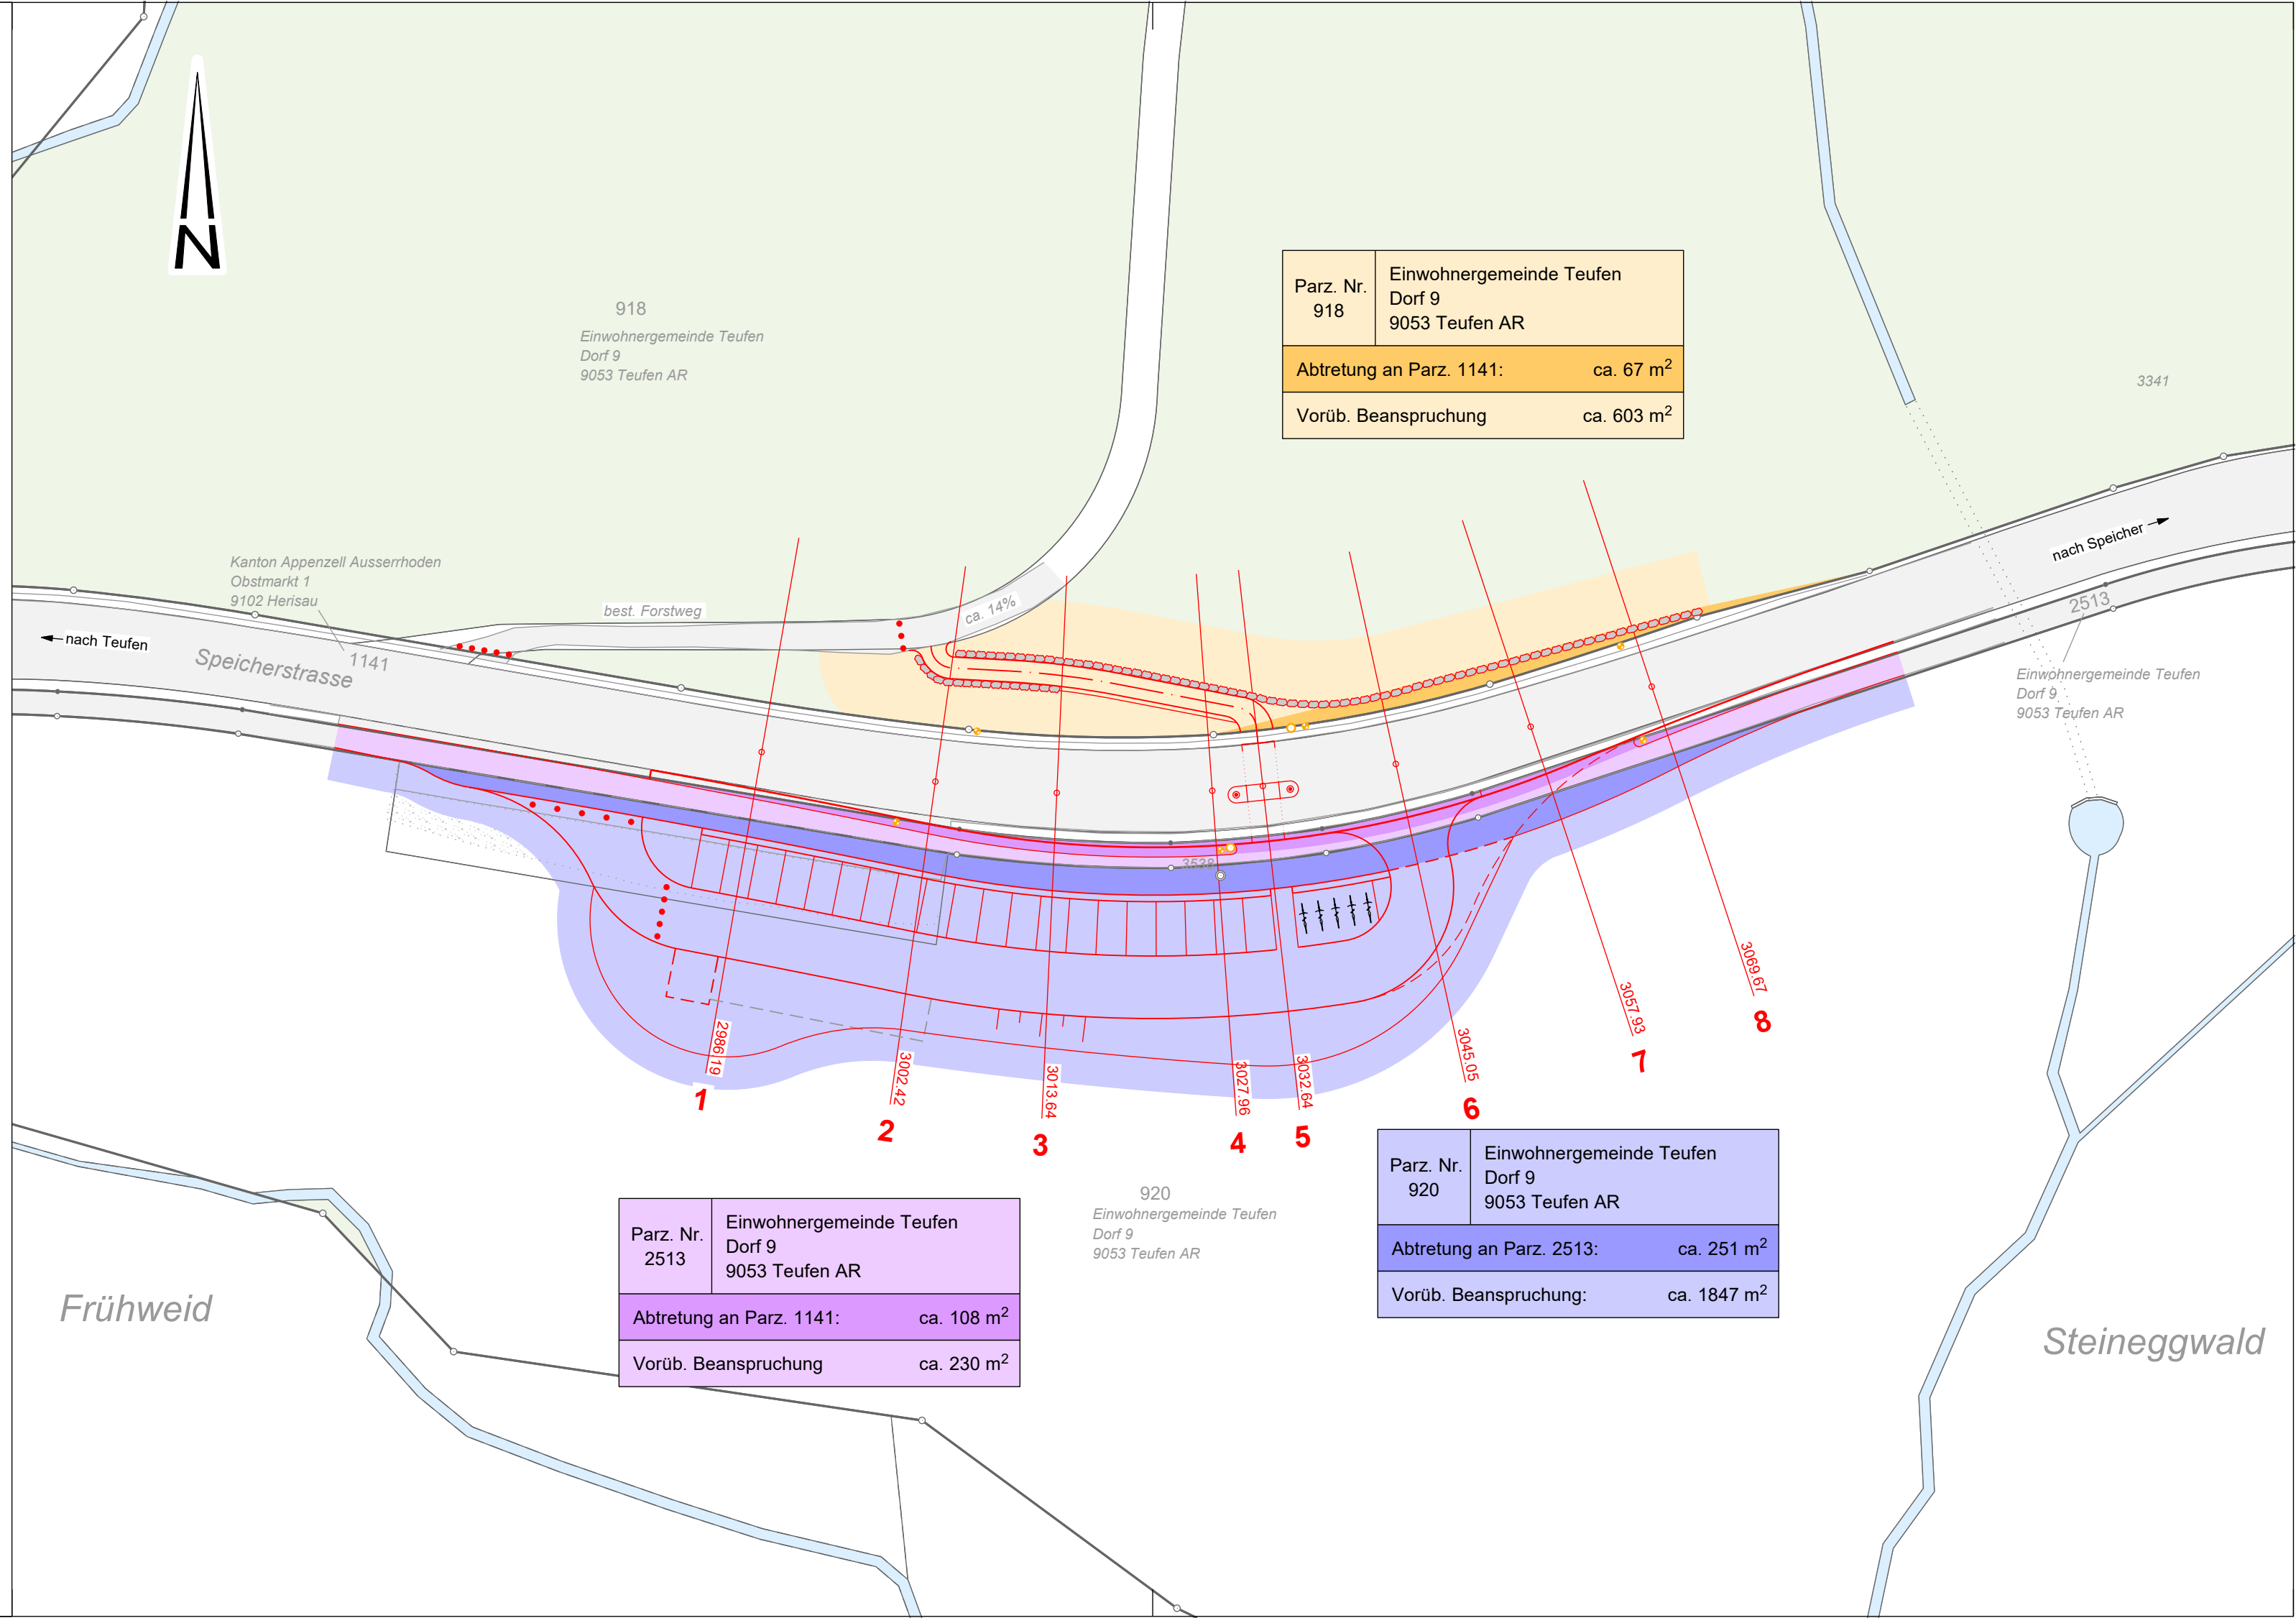 N
918
Einwohnergemeinde Teufen
Dorf 9
9053 Teufen AR
Parz. Nr.
918
Einwohnergemeinde Teufen
Dorf 9
9053 Teufen AR
Abtretung an Parz. 1141: ca. 67 m²
Vorüb. Beanspruchung ca. 603 m²
3341
Kanton Appenzell Ausserrhoden
Obstmarkt 1
9102 Herisau
best. Forstweg
ca. 14%
nach Speicher
2513
nach Teufen
Speicherstrasse
1141
Einwohnergemeinde Teufen
Dorf 9
9053 Teufen AR
3538
2986.19
1
3002.42
2
3013.64
3
3027.96
4
3032.64
5
3045.05
6
3057.93
7
3069.67
8
920
Einwohnergemeinde Teufen
Dorf 9
9053 Teufen AR
Parz. Nr.
920
Einwohnergemeinde Teufen
Dorf 9
9053 Teufen AR
Abtretung an Parz. 2513: ca. 251 m²
Vorüb. Beanspruchung: ca. 1847 m²
Parz. Nr.
2513
Einwohnergemeinde Teufen
Dorf 9
9053 Teufen AR
Abtretung an Parz. 1141: ca. 108 m²
Vorüb. Beanspruchung ca. 230 m²
Frühweid
Steineggwald